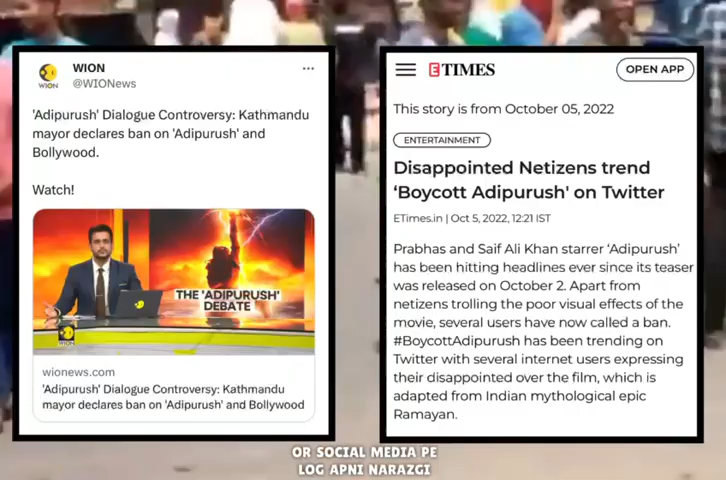 WION
@WIONews
'Adipurush' Dialogue Controversy: Kathmandu
mayor declares ban on 'Adipurush' and
Bollywood.
Watch!
THE 'ADIPURUSH'
DEBATE
WION
wionews.com
'Adipurush' Dialogue Controversy: Kathmandu
mayor declares ban on 'Adipurush' and Bollywood
E TIMES
OPEN APP
This story is from October 05, 2022
ENTERTAINMENT
Disappointed Netizens trend
‘Boycott Adipurush' on Twitter
ETimes.in | Oct 5, 2022, 12:21 IST
Prabhas and Saif Ali Khan starrer ‘Adipurush’
has been hitting headlines ever since its teaser
was released on October 2. Apart from
netizens trolling the poor visual effects of the
movie, several users have now called a ban.
#BoycottAdipurush has been trending on
Twitter with several internet users expressing
their disappointed over the film, which is
adapted from Indian mythological epic
Ramayan.
OR SOCIAL MEDIA PE
LOG APNI NARAZGI